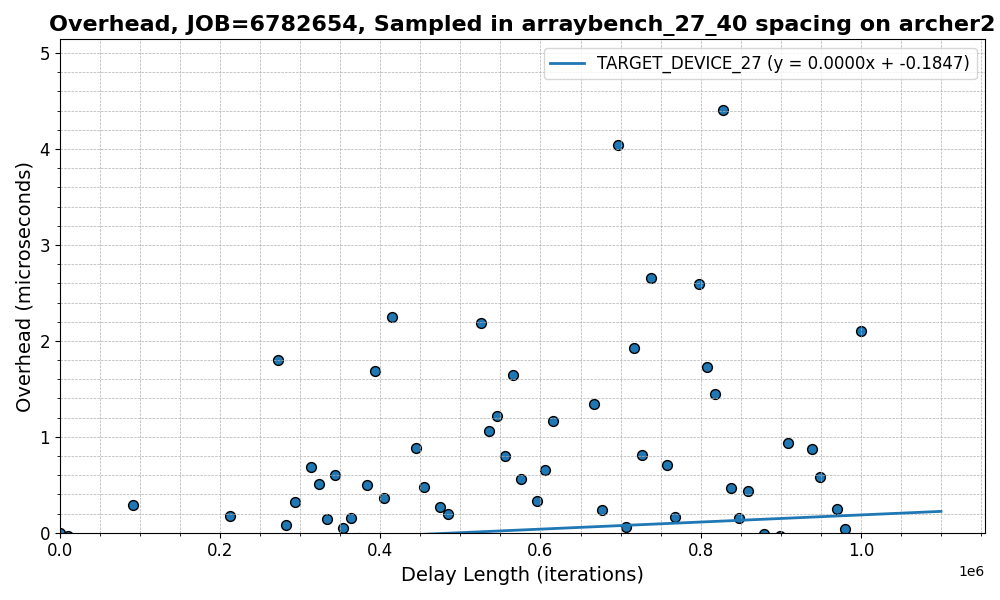 Overhead, JOB=6782654, Sampled in arraybench_27_40 spacing on archer2
TARGET_DEVICE_27 (y = 0.0000x + -0.1847)
Overhead (microseconds)
5
4
3
2
1
0
0.0 0.2 0.4 0.6 0.8 1.0
1e6
Delay Length (iterations)